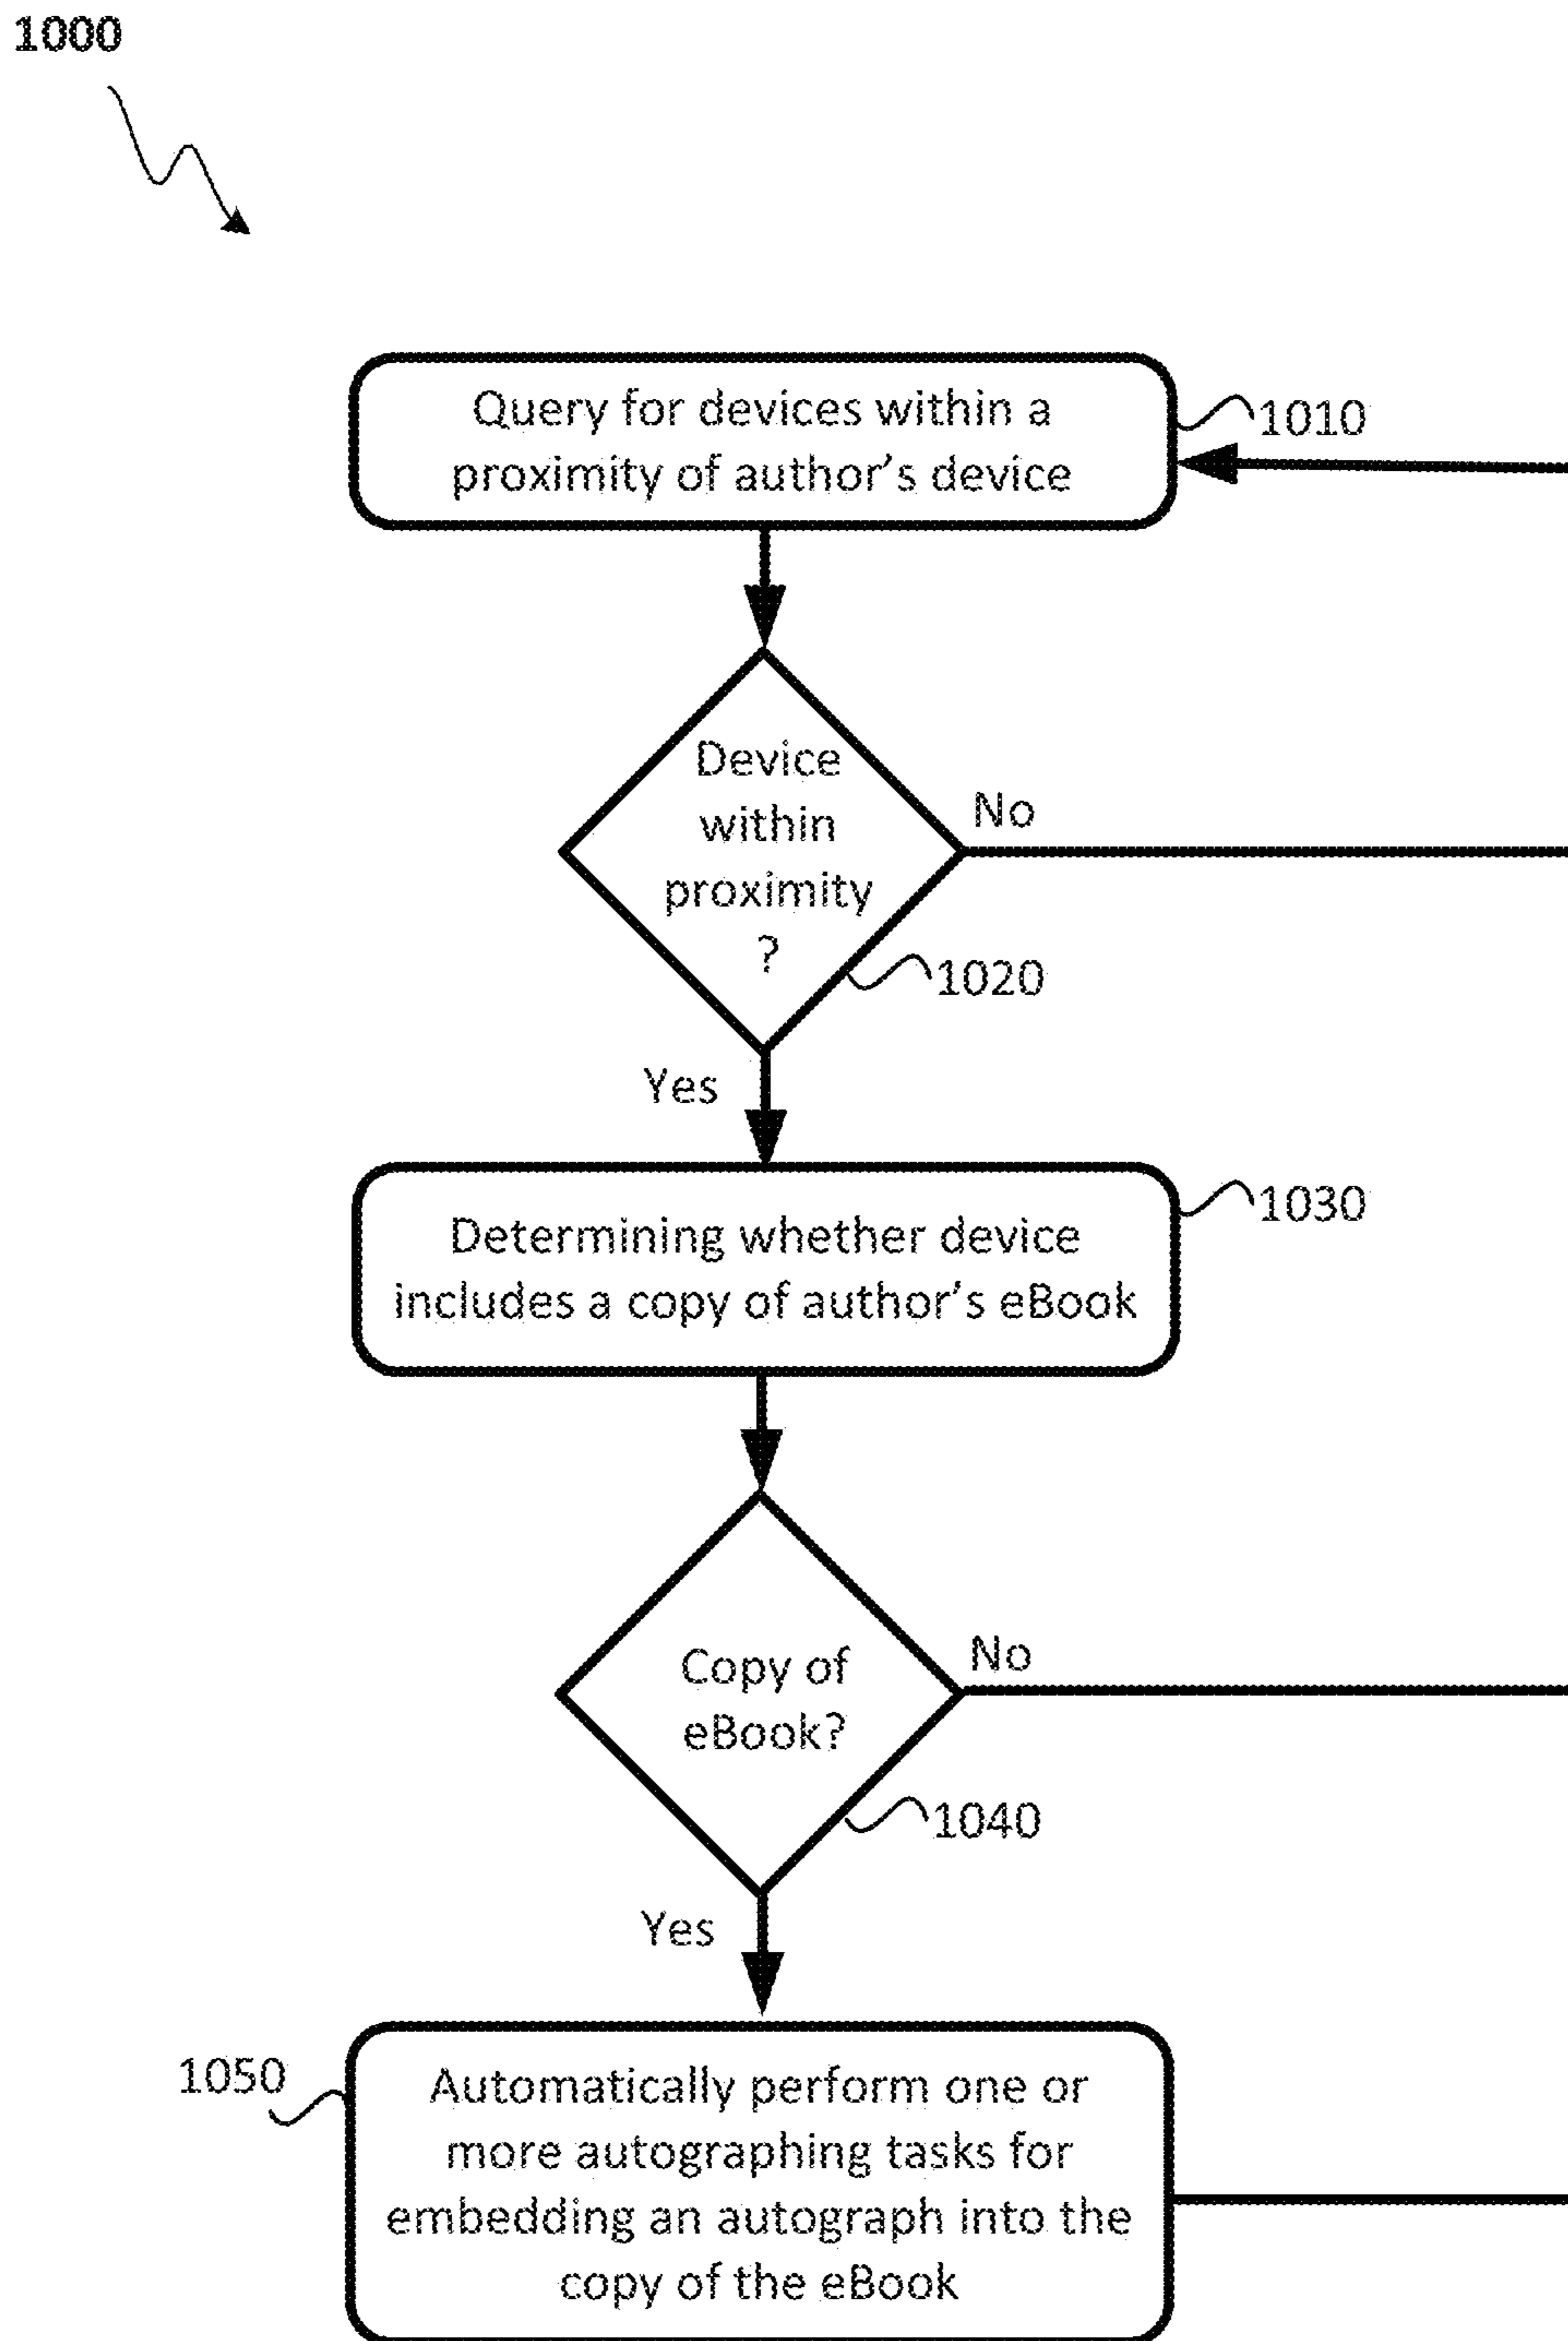 1000
Query for devices within a
proximity of author's device
1010
Device
within
proximity
?
No
1020
Yes
Determining whether device
includes a copy of author's eBook
1030
Copy of
eBook?
No
1040
Yes
1050
Automatically perform one or
more autographing tasks for
embedding an autograph into the
copy of the eBook